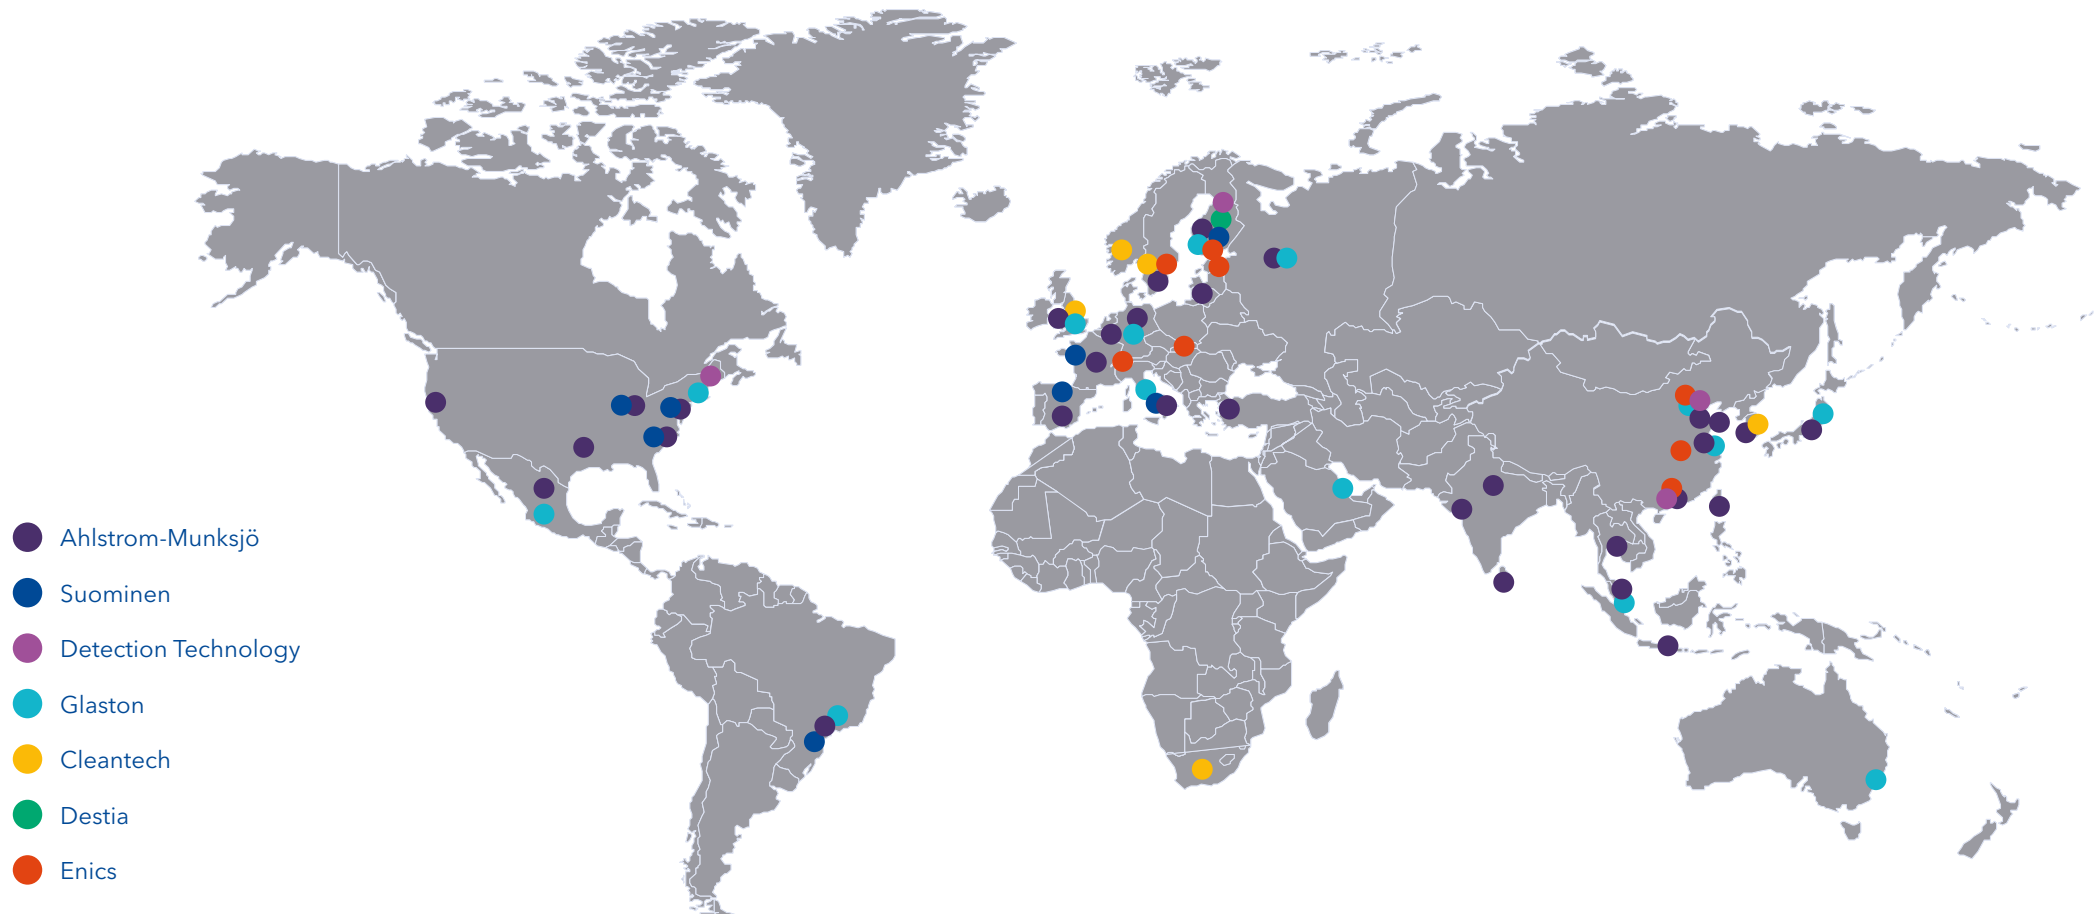 Ahlstrom-Munksjö
Suominen
Detection Technology
Glaston
Cleantech
Destia
Enics